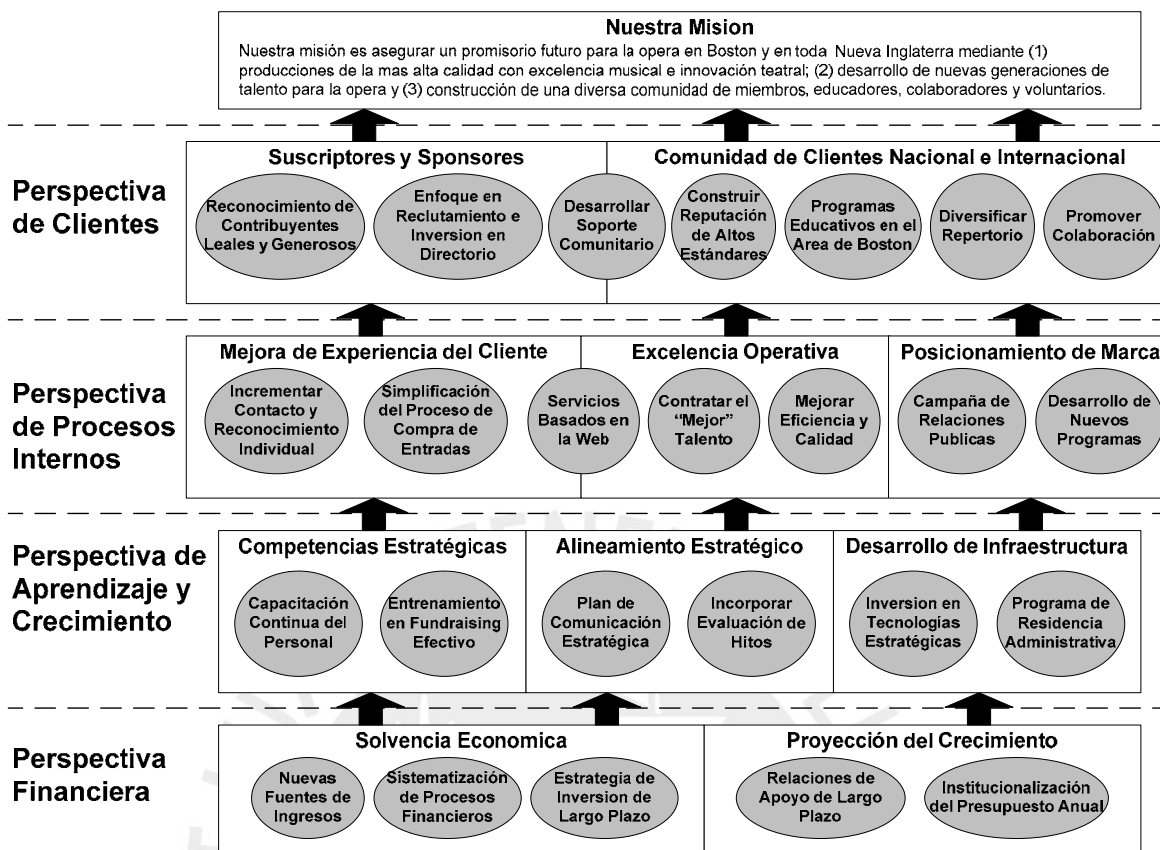 Nuestra Mision
Nuestra misión es asegurar un promisorio futuro para la opera en Boston y en toda Nueva Inglaterra mediante (1)
producciones de la mas alta calidad con excelencia musical e innovación teatral; (2) desarrollo de nuevas generaciones de
talento para la opera y (3) construcción de una diversa comunidad de miembros, educadores, colaboradores y voluntarios.
Perspectiva
de Clientes
Suscriptores y Sponsores
Reconocimiento de
Contribuyentes
Leales y Generosos
Enfoque en
Reclutamiento e
Inversion en
Directorio
Desarrollar
Soporte
Comunitario
Comunidad de Clientes Nacional e Internacional
Construir
Reputación
de Altos
Estándares
Programas
Educativos en el
Area de Boston
Diversificar
Repertorio
Promover
Colaboración
Perspectiva
de Procesos
Internos
Mejora de Experiencia del Cliente
Incrementar
Contacto y
Reconocimiento
Individual
Simplificación
del Proceso de
Compra de
Entradas
Servicios
Basados en
la Web
Excelencia Operativa
Contratar el
“Mejor”
Talento
Mejorar
Eficiencia y
Calidad
Posicionamiento de Marca
Campaña de
Relaciones
Publicas
Desarrollo de
Nuevos
Programas
Perspectiva de
Aprendizaje y
Crecimiento
Competencias Estratégicas
Capacitación
Continua del
Personal
Entrenamiento
en Fundraising
Efectivo
Alineamiento Estratégico
Plan de
Comunicación
Estratégica
Incorporar
Evaluación de
Hitos
Desarrollo de Infraestructura
Inversion en
Tecnologías
Estratégicas
Programa de
Residencia
Administrativa
Perspectiva
Financiera
Solvencia Economica
Nuevas
Fuentes de
Ingresos
Sistematización
de Procesos
Financieros
Estrategia de
Inversion de
Largo Plazo
Proyección del Crecimiento
Relaciones de
Apoyo de Largo
Plazo
Institucionalización
del Presupuesto Anual